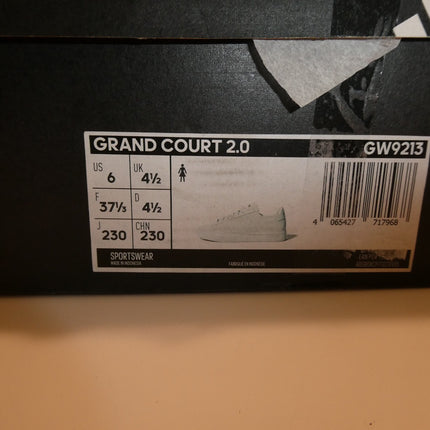 GRAND COURT 2.0 GW9213
US 6 UK 4½
F 37⅓ D 4½
J 230 CHN 230
4 065427 717968
SPORTSWEAR
MADE IN INDONESIA FABRIQUÉ EN INDONÉSIE